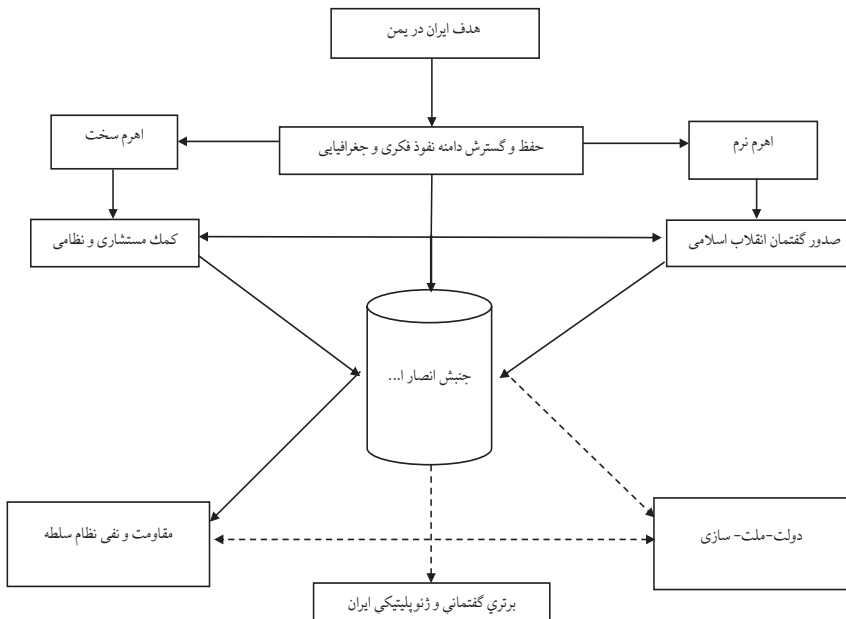 هدف ایران در یمن
اهرم نرم
حفظ و گسترش دامنه نفوذ فکری و جغرافیایی
اهرم سخت
صدور گفتمان انقلاب اسلامی
کمك مستشاری و نظامی
جنبش انصار ا...
دولت-ملت- سازی
مقاومت و نفی نظام سلطه
برتري گفتماني و ژئوپليتيكي ايران